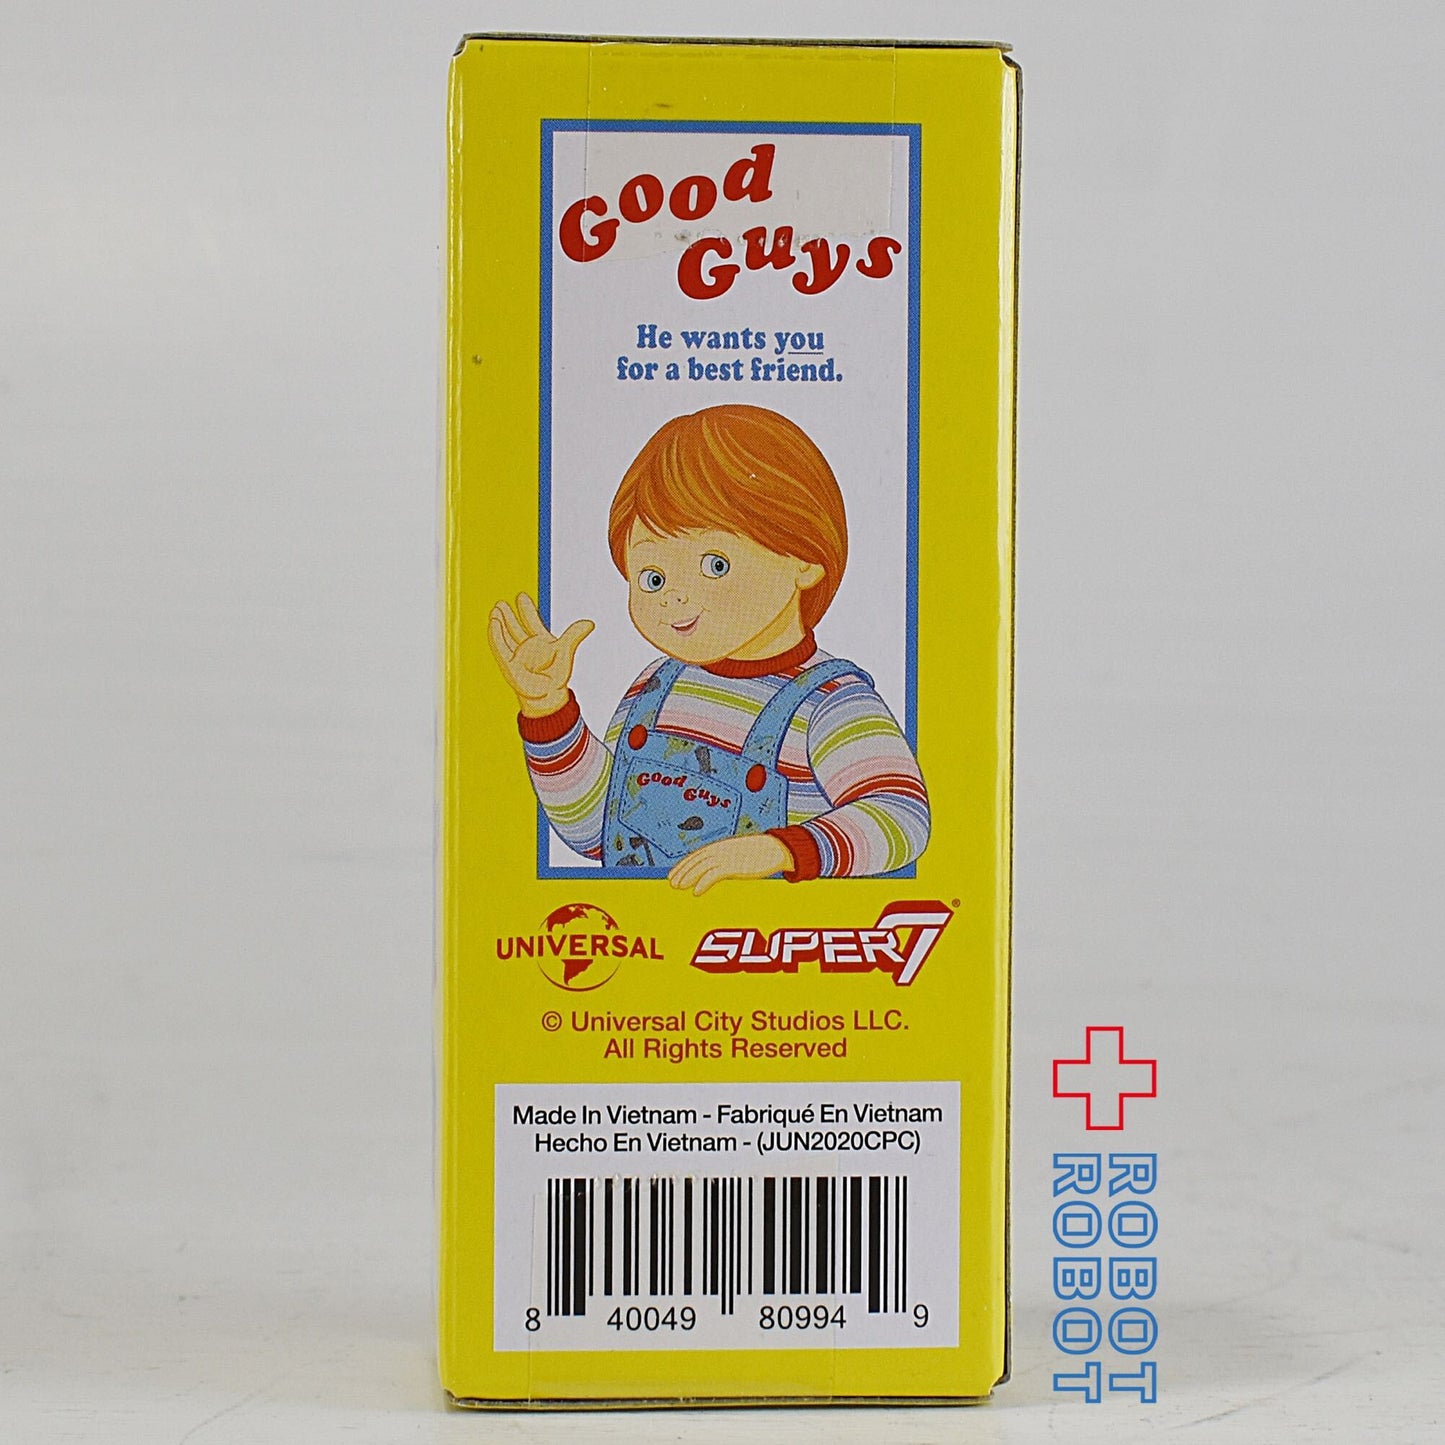 Good
Guys
He wants you
for a best friend.
Good
Guys
UNIVERSAL
SUPER7®
© Universal City Studios LLC.
All Rights Reserved
Made In Vietnam - Fabriqué En Vietnam
Hecho En Vietnam - (JUN2020CPC)
8 40049 80994 9
ROBOT
ROBOT